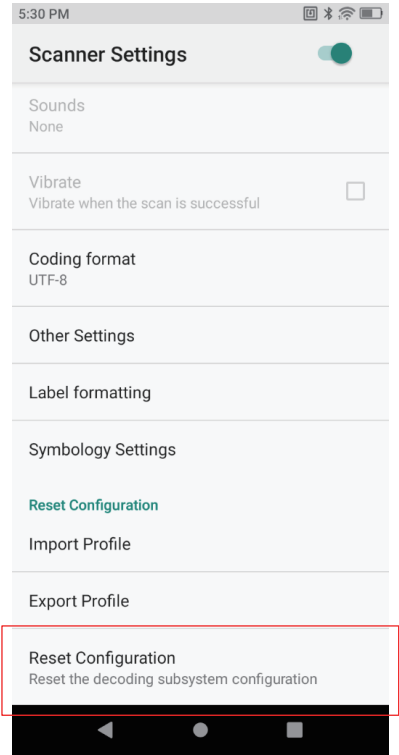 5:30 PM
Scanner Settings
Sounds
None
Vibrate
Vibrate when the scan is successful
Coding format
UTF-8
Other Settings
Label formatting
Symbology Settings
Reset Configuration
Import Profile
Export Profile
Reset Configuration
Reset the decoding subsystem configuration